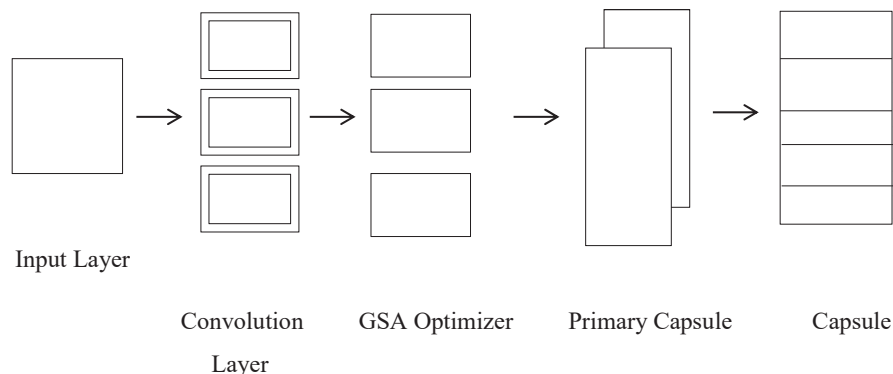 Input Layer
Convolution
Layer
GSA Optimizer
Primary Capsule
Capsule